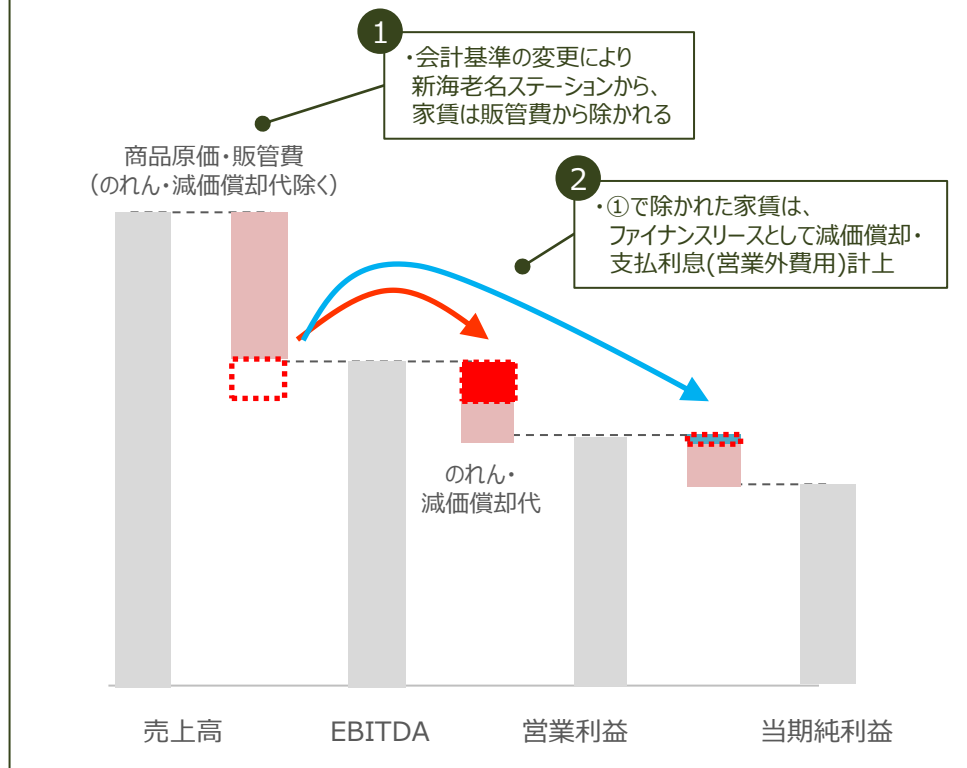 1
・会計基準の変更により
新海老名ステーションから、
家賃は販管費から除かれる
商品原価・販管費
（のれん・減価償却代除く）
2
・①で除かれた家賃は、
ファイナンスリースとして減価償却・
支払利息(営業外費用)計上
のれん・
減価償却代
売上高
EBITDA
営業利益
当期純利益